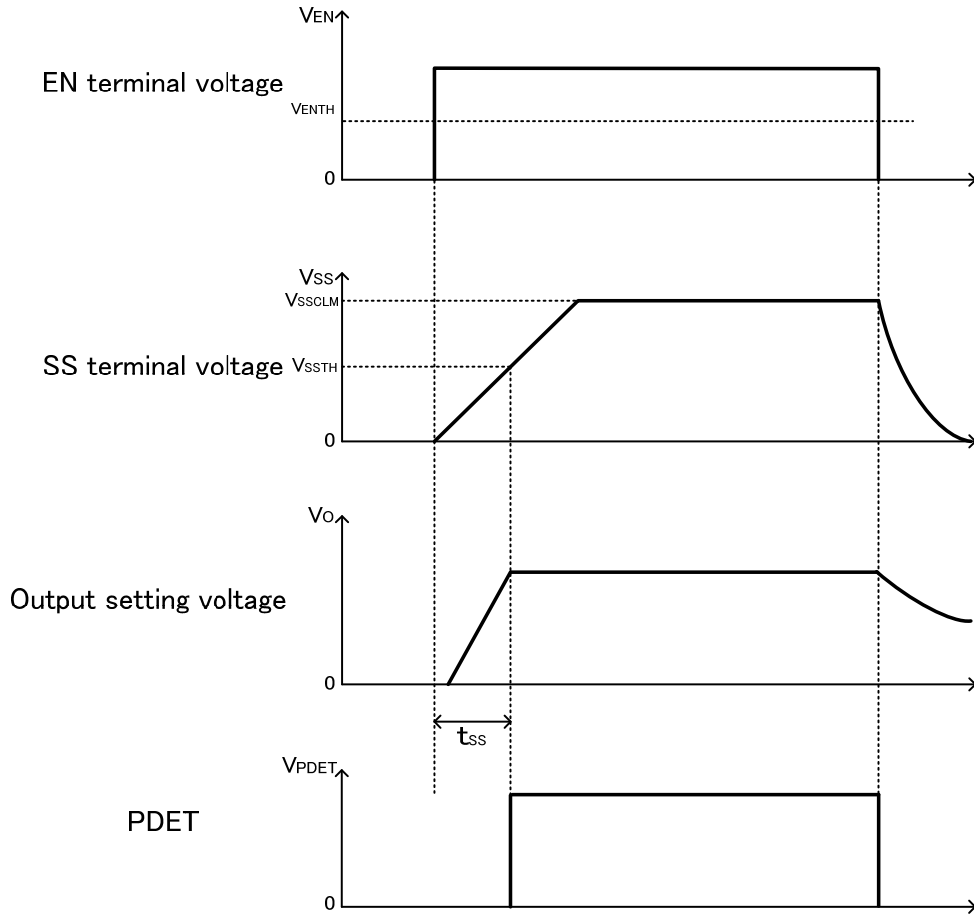 VEN
EN terminal voltage
VENTH
0
VSS
VSSCLM
SS terminal voltage
VSSTH
0
VO
Output setting voltage
0
tSS
VPDET
PDET
0